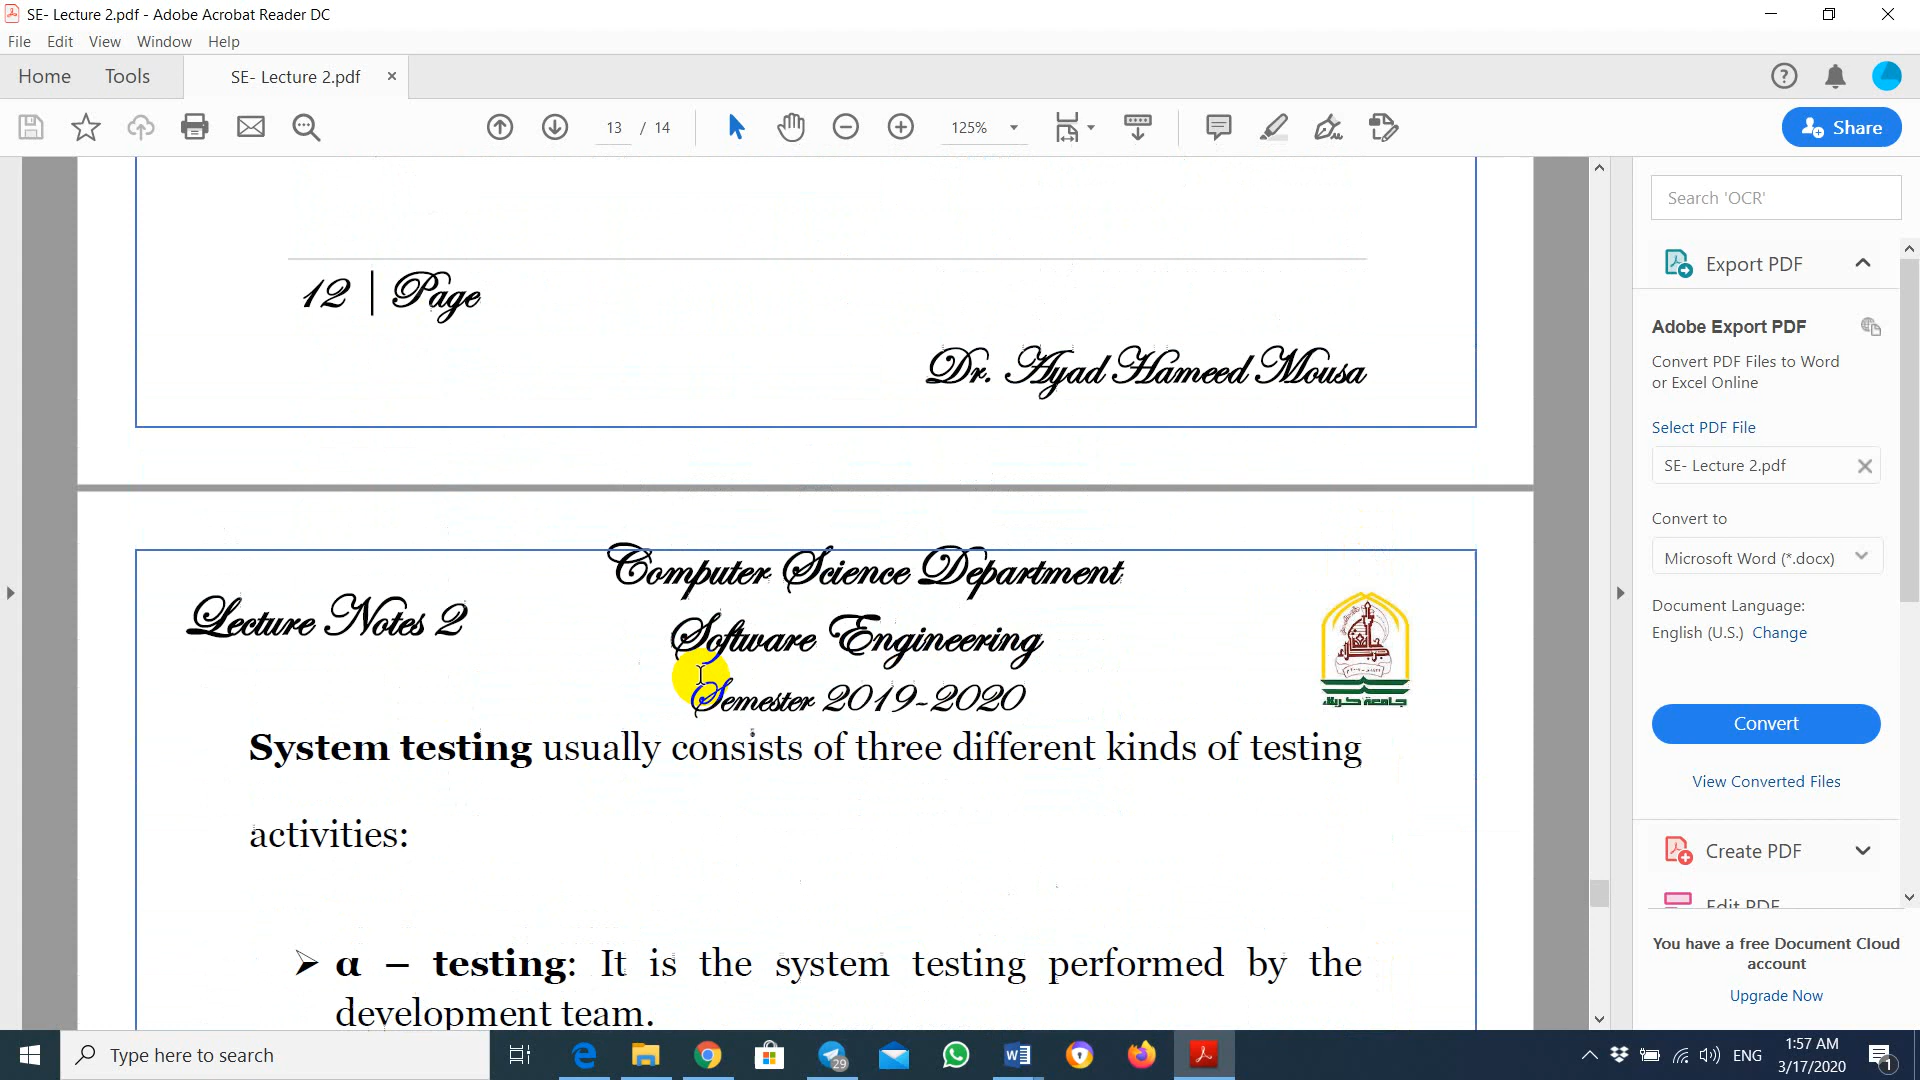 SE- Lecture 2.pdf - Adobe Acrobat Reader DC
File Edit View Window Help
Home Tools SE- Lecture 2.pdf
13 / 14 125% Share
12 | Page
Dr. Ayad Hameed Mousa
Computer Science Department
Lecture Notes 2
Software Engineering
Semester 2019-2020
جامعة كربلاء
System testing usually consists of three different kinds of testing
activities:
➢ α – testing: It is the system testing performed by the
development team.
Search 'OCR'
Export PDF
Adobe Export PDF
Convert PDF Files to Word
or Excel Online
Select PDF File
SE- Lecture 2.pdf
Convert to
Microsoft Word (*.docx)
Document Language:
English (U.S.) Change
Convert
View Converted Files
Create PDF
Edit PDF
You have a free Document Cloud
account
Upgrade Now
Type here to search
29
ENG
1:57 AM
3/17/2020
1